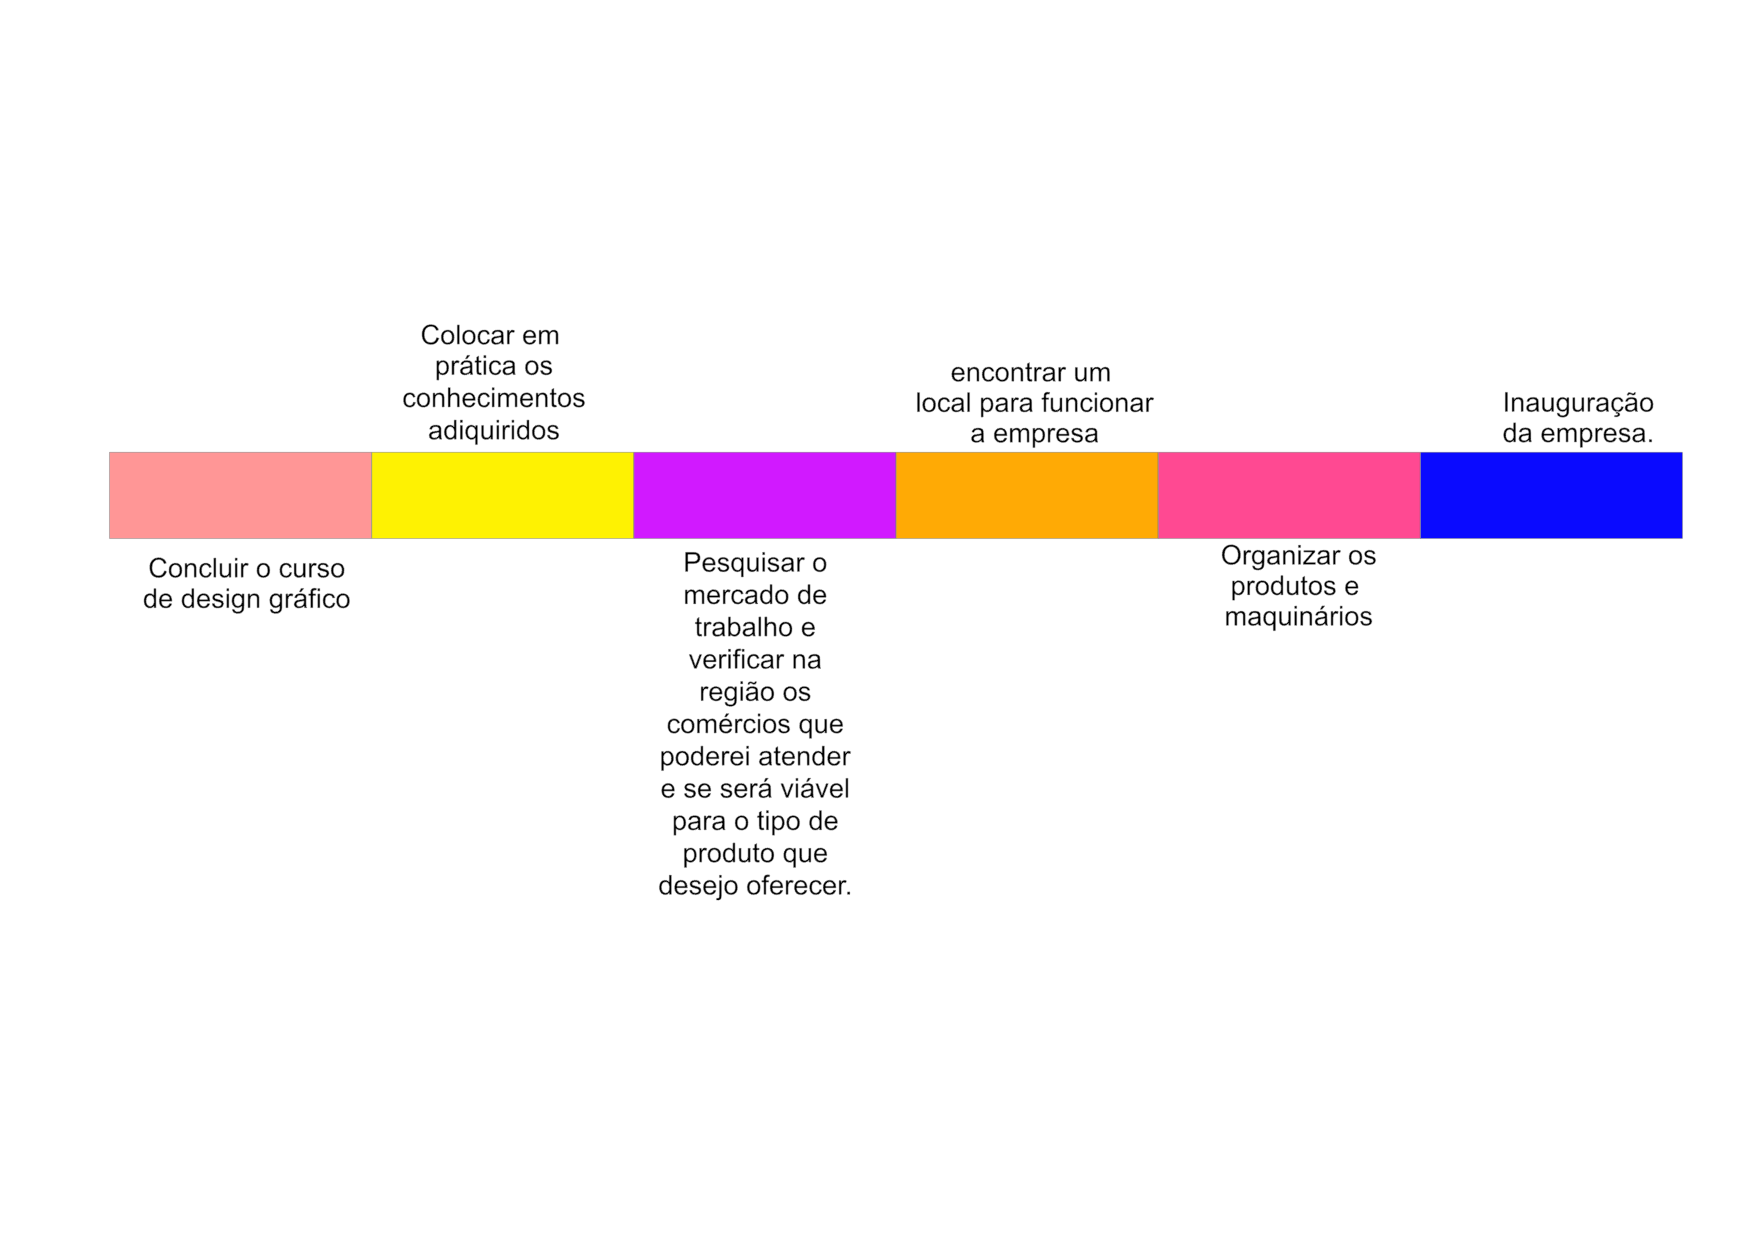 Concluir o curso
de design gráfico
Colocar em
prática os
conhecimentos
adiquiridos
Pesquisar o
mercado de
trabalho e
verificar na
região os
comércios que
poderei atender
e se será viável
para o tipo de
produto que
desejo oferecer.
encontrar um
local para funcionar
a empresa
Organizar os
produtos e
maquinários
Inauguração
da empresa.